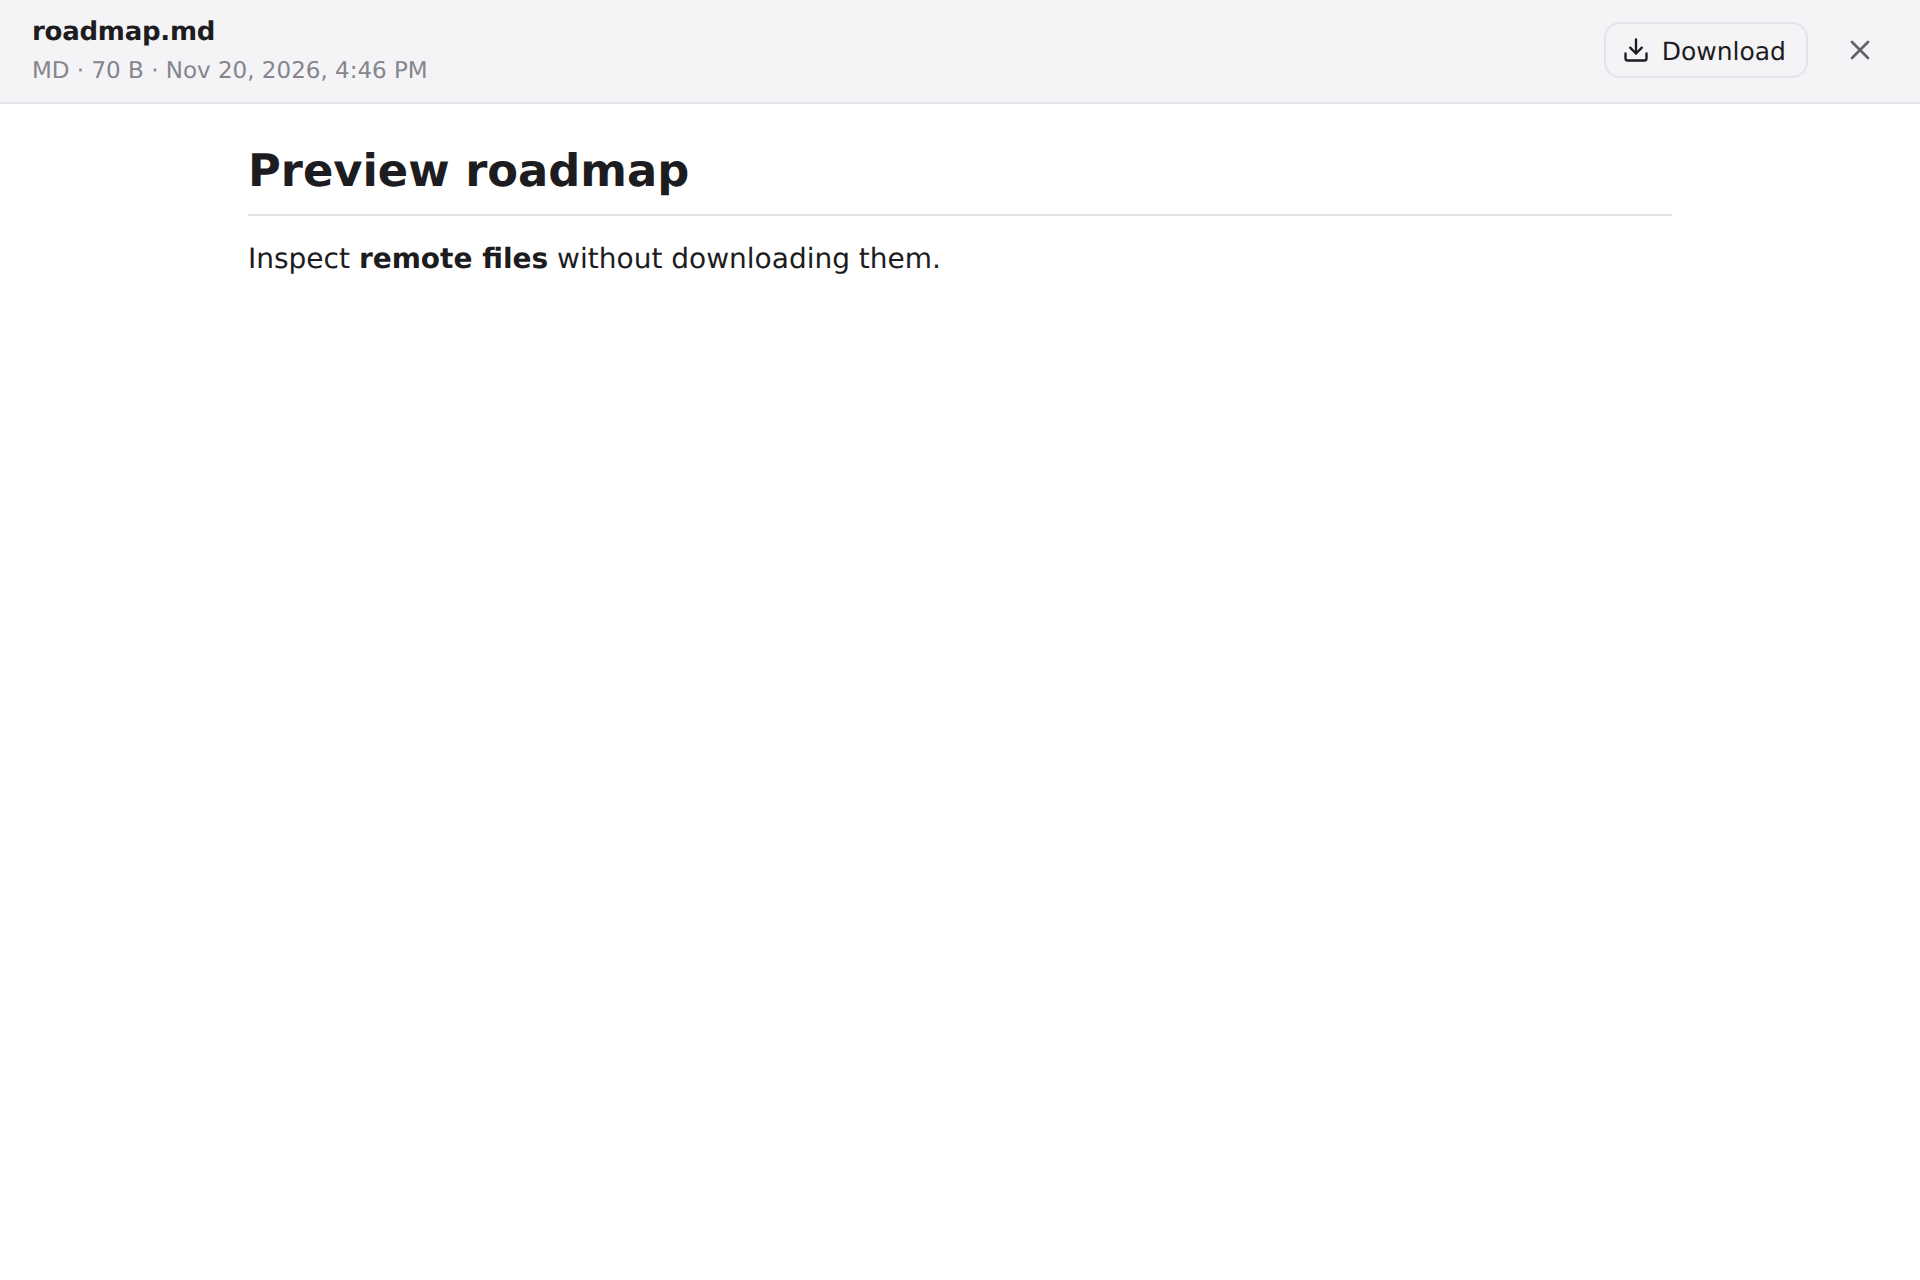 roadmap.md
MD · 70 B · Nov 20, 2026, 4:46 PM
Download
Preview roadmap
Inspect remote files without downloading them.